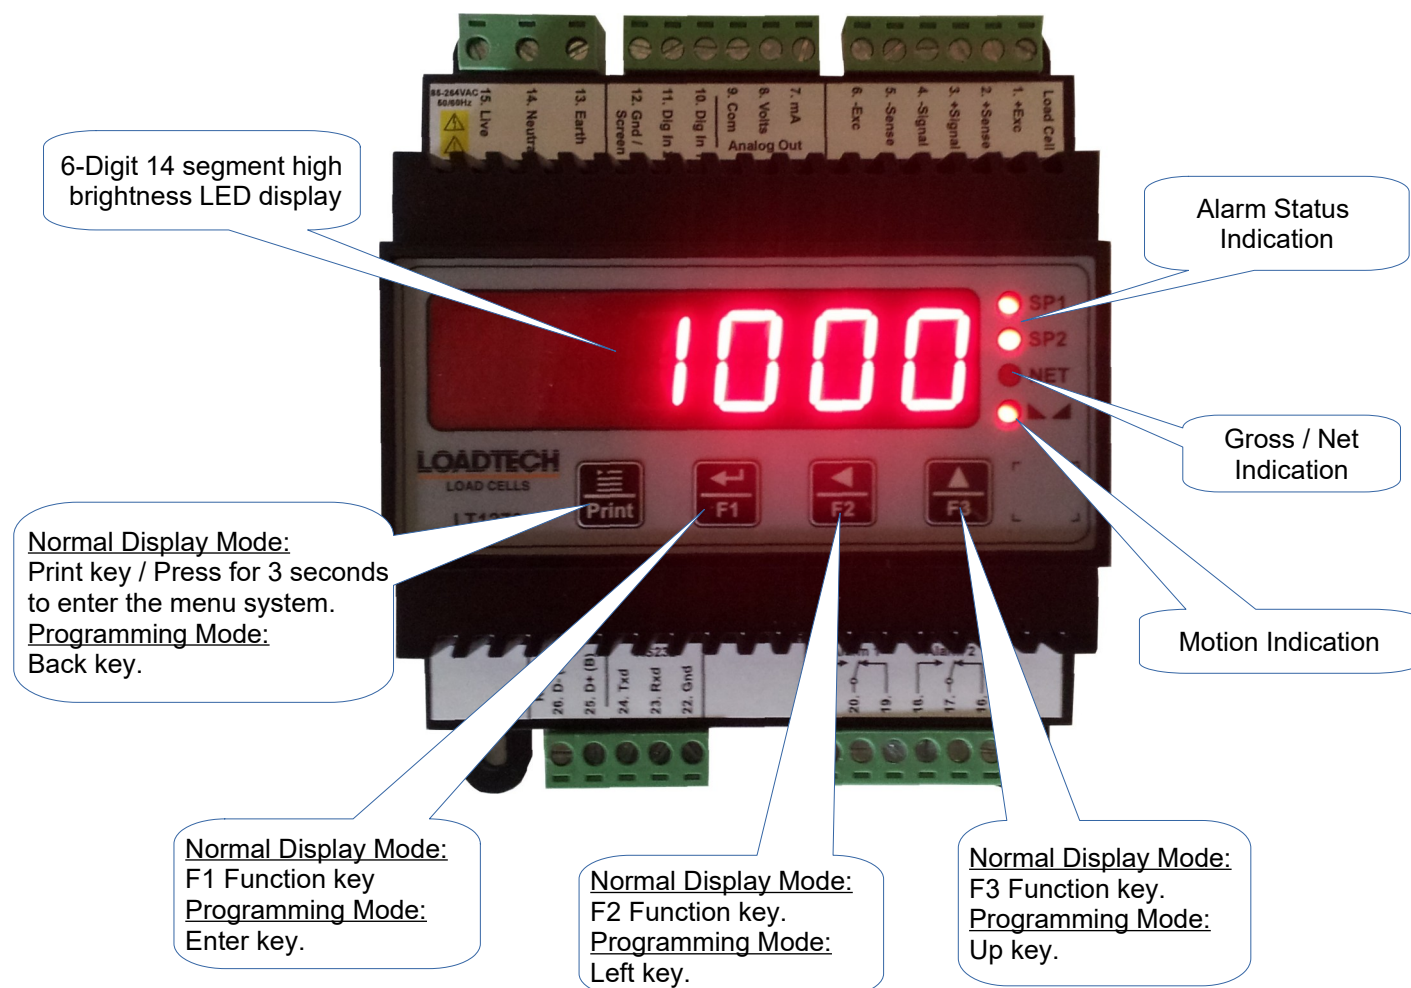 85-264VAC
50/60Hz
15. Live
14. Neutral
13. Earth
12. Gnd /
Screen
11. Dig In 2
10. Dig In 1
9. Com
8. Volts
7. mA
Analog Out
6. -Exc
5. -Sense
4. -Signal
3. +Signal
2. +Sense
1. +Exc
Load Cell
6-Digit 14 segment high
brightness LED display
Alarm Status
Indication
1000
SP1
SP2
NET
Gross / Net
Indication
LOADTECH
LOAD CELLS
Print
F1
F2
F3
Normal Display Mode:
Print key / Press for 3 seconds
to enter the menu system.
Programming Mode:
Back key.
Motion Indication
26. D-
25. D+ (B)
24. Txd
23. Rxd
22. Gnd
20.
19.
18.
17.
16.
Normal Display Mode:
F1 Function key
Programming Mode:
Enter key.
Normal Display Mode:
F2 Function key.
Programming Mode:
Left key.
Normal Display Mode:
F3 Function key.
Programming Mode:
Up key.